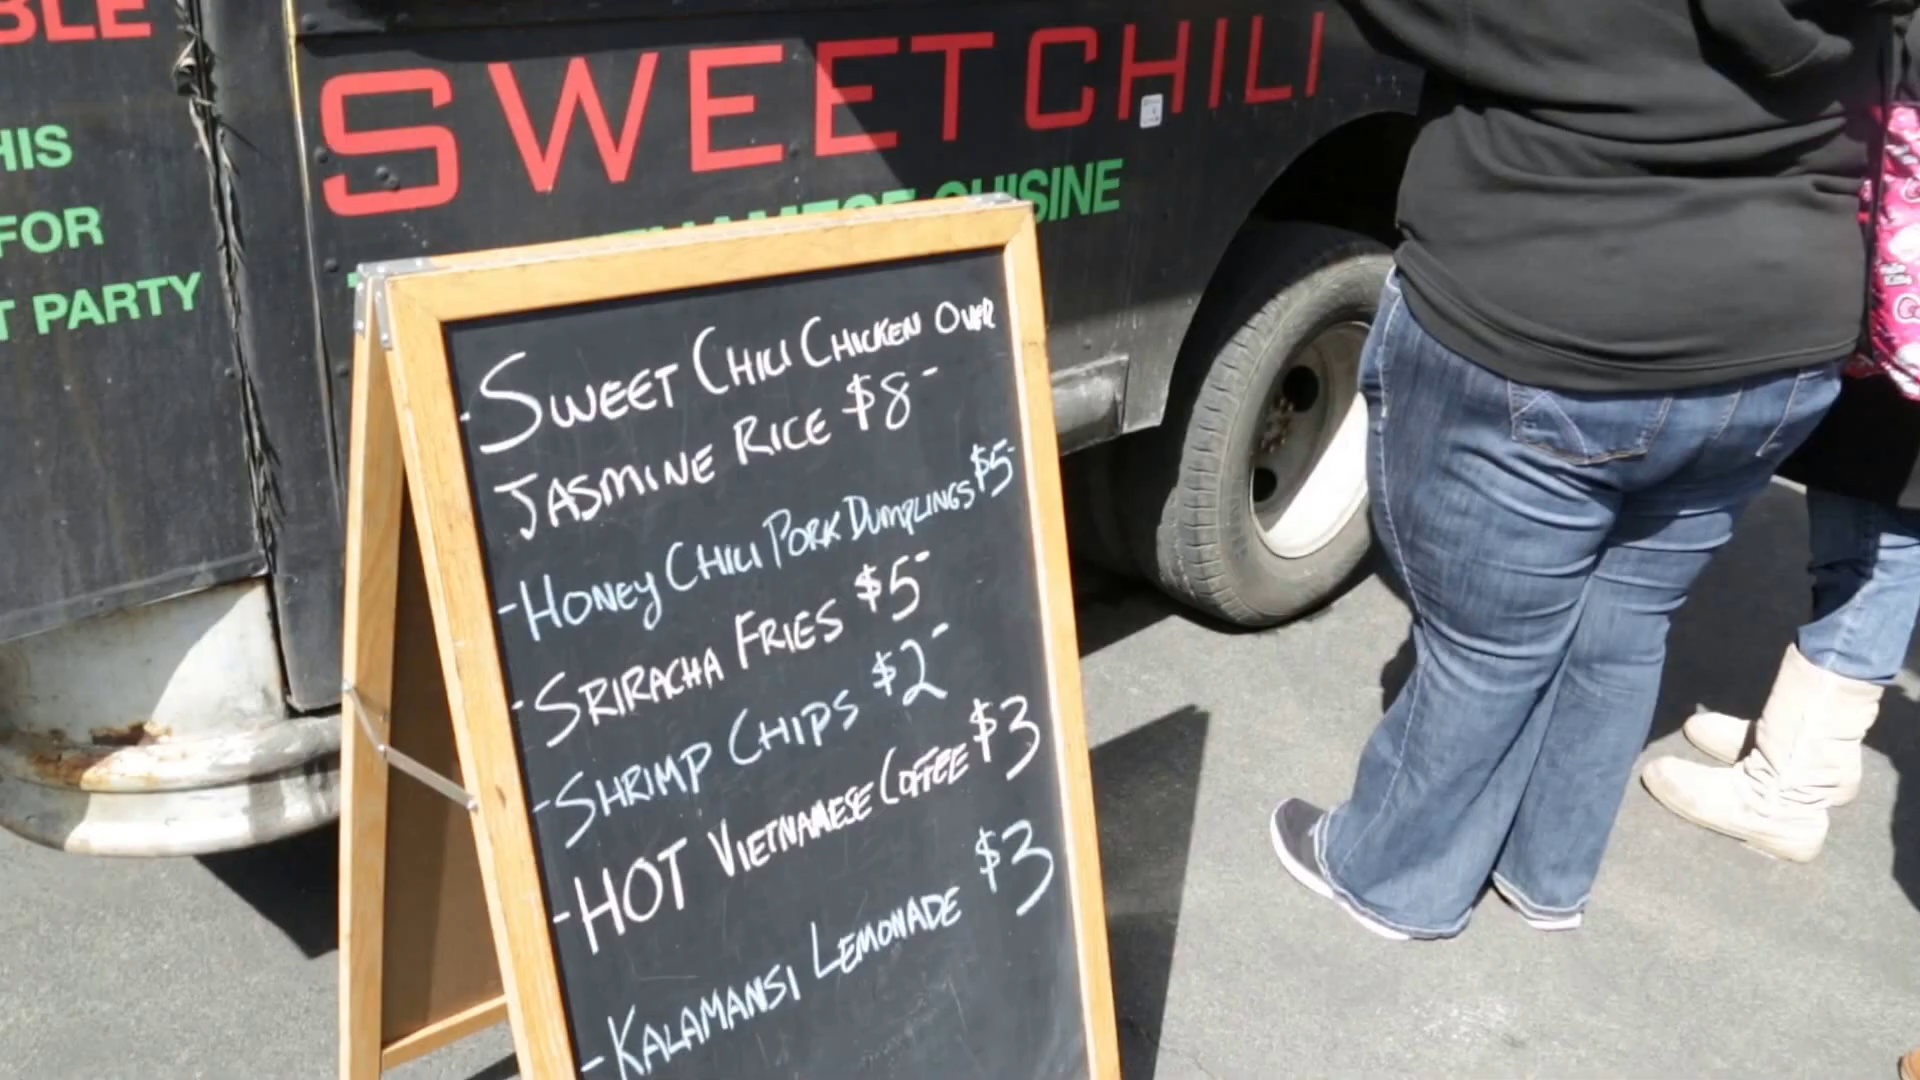 BLE
HIS
FOR
T PARTY
SWEET CHILI
CUISINE
-SWEET CHILI CHICKEN OVER
JASMINE RICE $8-
-HONEY CHILI PORK DUMPLINGS $5-
-SRIRACHA FRIES $5-
-SHRIMP CHIPS $2-
-HOT VIETNAMESE COFFEE $3
-KALAMANSI LEMONADE $3